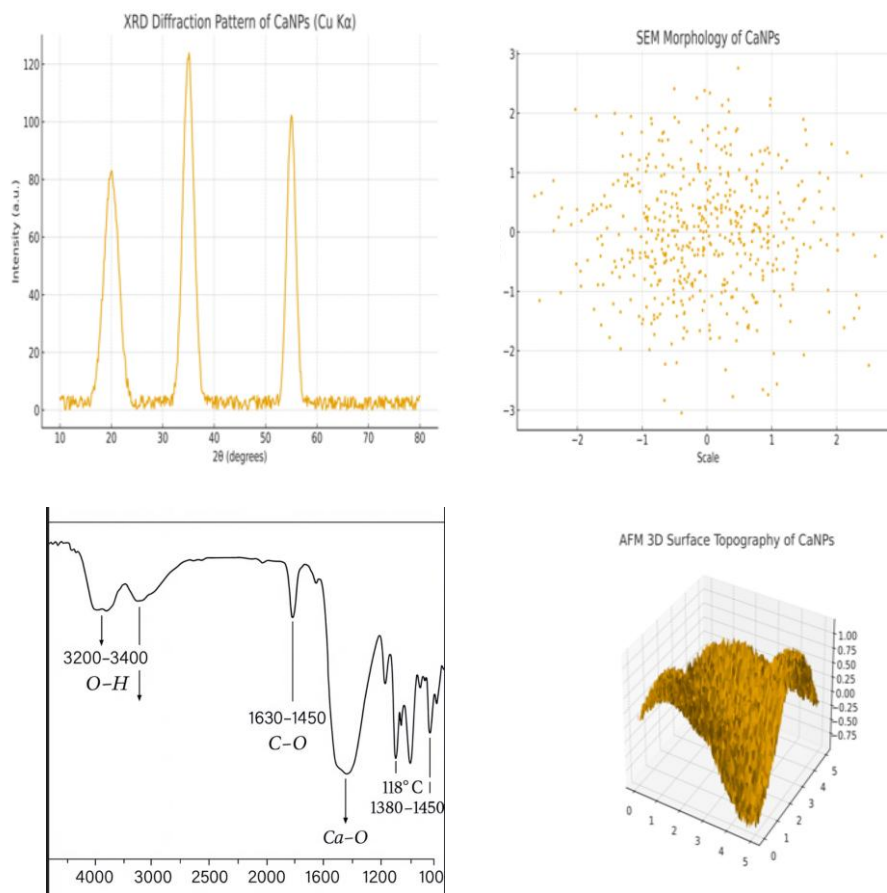 XRD Diffraction Pattern of CaNPs (Cu Kα)
Intensity (a.u.)
120
100
80
60
40
20
0
10 20 30 40 50 60 70 80
2θ (degrees)
SEM Morphology of CaNPs
3
2
1
0
−1
−2
−3
−2 −1 0 1 2
Scale
3200–3400
O–H
1630–1450
C–O
Ca–O
118°C
1380–1450
4000 3000 2500 2000 1600 1200 100
AFM 3D Surface Topography of CaNPs
1.00
0.75
0.50
0.25
0.00
−0.25
−0.50
−0.75
0 1 2 3 4 5
0 1 2 3 4 5